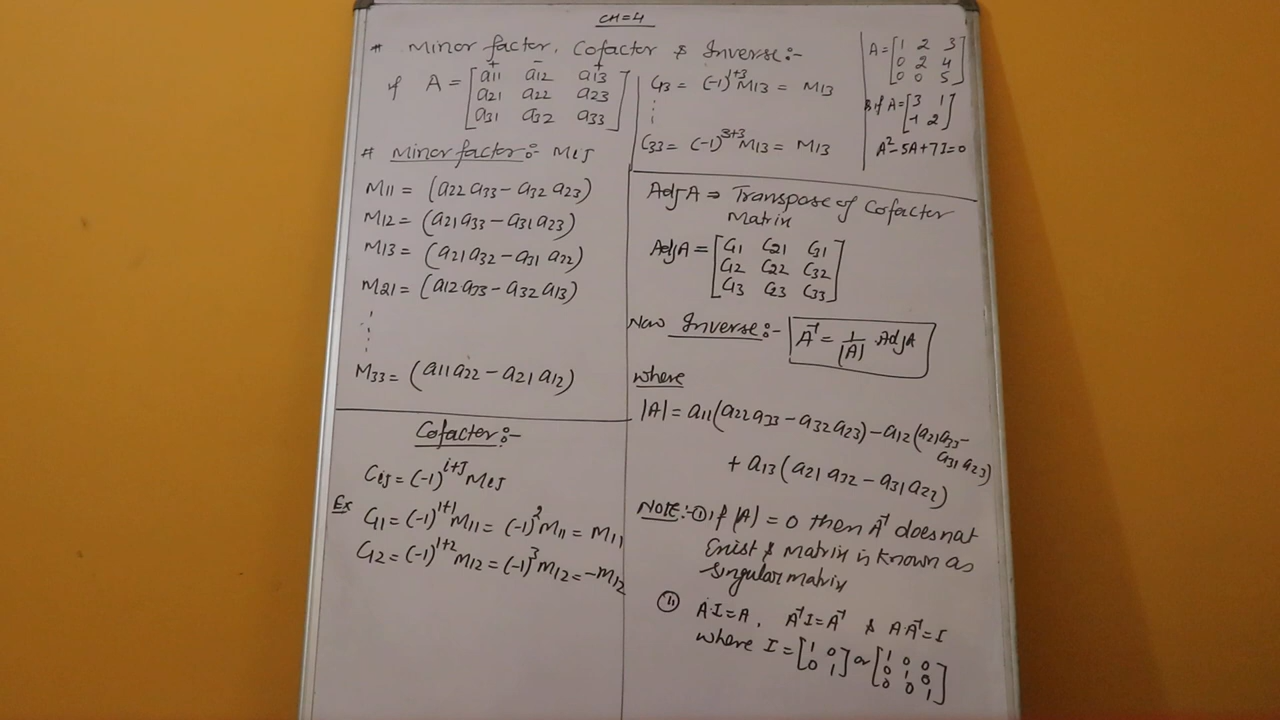 CH=4
* Minor factor, Cofactor & Inverse:-
if A = [a11 a12 a13
a21 a22 a23
a31 a32 a33]
+ - +
# Minor factor:- Mij
M11 = (a22 a33 - a32 a23)
M12 = (a21 a33 - a31 a23)
M13 = (a21 a32 - a31 a22)
M21 = (a12 a33 - a32 a13)
M33 = (a11 a22 - a21 a12)
Cofacter:-
Cij = (-1)^i+j Mij
Ex
C11 = (-1)^1+1 M11 = (-1)^2 M11 = M11
C12 = (-1)^1+2 M12 = (-1)^3 M12 = -M12
C13 = (-1)^1+3 M13 = M13
C33 = (-1)^3+3 M13 = M13
A = [1 2 3
0 2 4
0 0 5]
if A = [3 1
-1 2]
A² - 5A + 7I = 0
Adj A ⇒ Transpose of Cofacter
Matrix
Adj A = [C11 C21 C31
C12 C22 C32
C13 C23 C33]
Now Inverse:- A⁻¹ = 1/|A| . Adj A
where
|A| = a11(a22 a33 - a32 a23) - a12(a21 a33 -
a31 a23)
+ a13(a21 a32 - a31 a22)
Note:- ① if |A| = 0 then A⁻¹ does not
Exist & matrix is known as
singular matrix
② A·I = A, A⁻¹I = A⁻¹ & A·A⁻¹ = I
where I = [1 0
0 1] or [1 0 0
0 1 0
0 0 1]